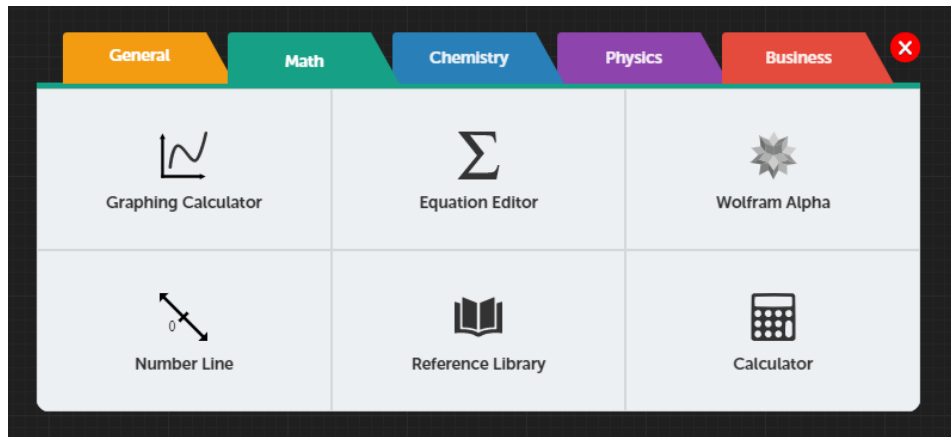 General
Math
Chemistry
Physics
Business
Graphing Calculator
Equation Editor
Wolfram Alpha
0
Number Line
Reference Library
Calculator